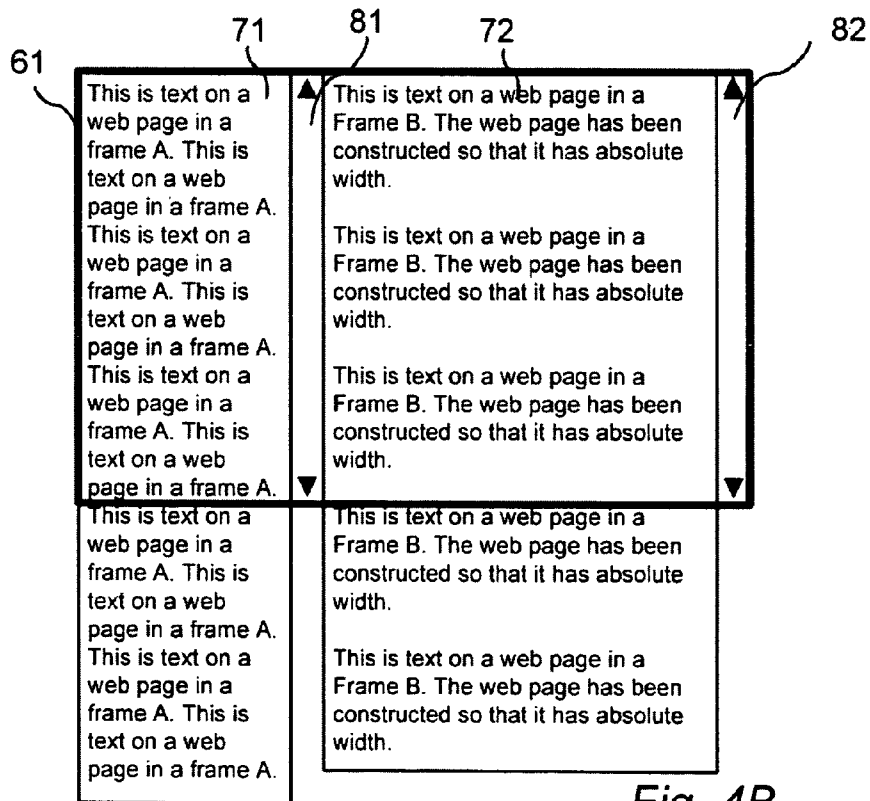 71
81
72
82
61
This is text on a
web page in a
frame A. This is
text on a web
page in a frame A.
This is text on a
web page in a
frame A. This is
text on a web
page in a frame A.
This is text on a
web page in a
frame A. This is
text on a web
page in a frame A.
This is text on a
web page in a
frame A. This is
text on a web
page in a frame A.
This is text on a
web page in a
frame A. This is
text on a web
page in a frame A.
This is text on a web page in a
Frame B. The web page has been
constructed so that it has absolute
width.
This is text on a web page in a
Frame B. The web page has been
constructed so that it has absolute
width.
This is text on a web page in a
Frame B. The web page has been
constructed so that it has absolute
width.
This is text on a web page in a
Frame B. The web page has been
constructed so that it has absolute
width.
This is text on a web page in a
Frame B. The web page has been
constructed so that it has absolute
width.
Fig. 4B